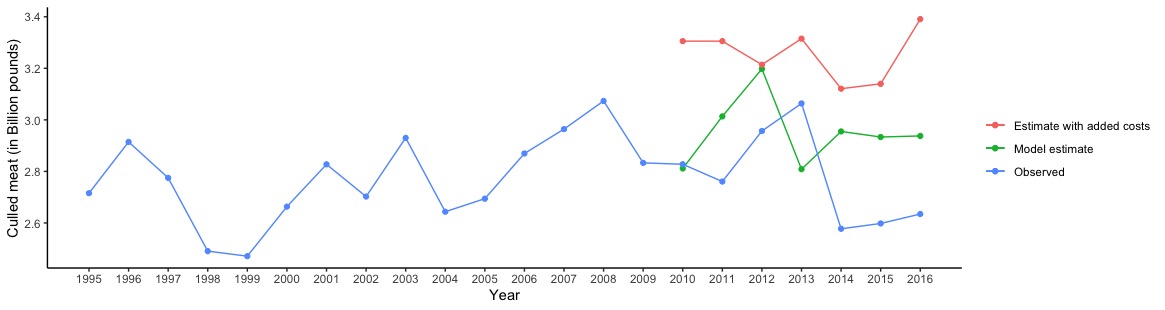 Culled meat (in Billion pounds)
3.4
3.2
3.0
2.8
2.6
1995 1996 1997 1998 1999 2000 2001 2002 2003 2004 2005 2006 2007 2008 2009 2010 2011 2012 2013 2014 2015 2016
Year
Estimate with added costs
Model estimate
Observed